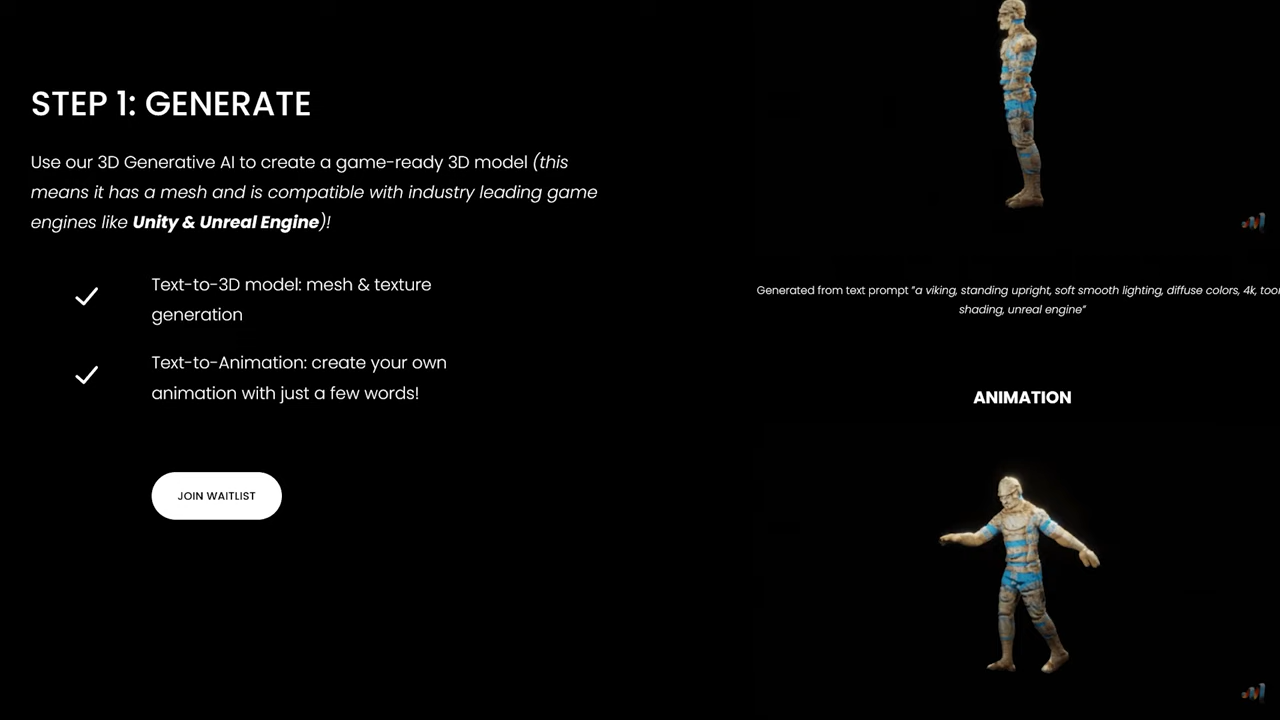 STEP 1: GENERATE
Use our 3D Generative AI to create a game-ready 3D model (this
means it has a mesh and is compatible with industry leading game
engines like Unity & Unreal Engine)!
Text-to-3D model: mesh & texture
generation
Text-to-Animation: create your own
animation with just a few words!
JOIN WAITLIST
Generated from text prompt "a viking, standing upright, soft smooth lighting, diffuse colors, 4k,
shading, unreal engine"
ANIMATION